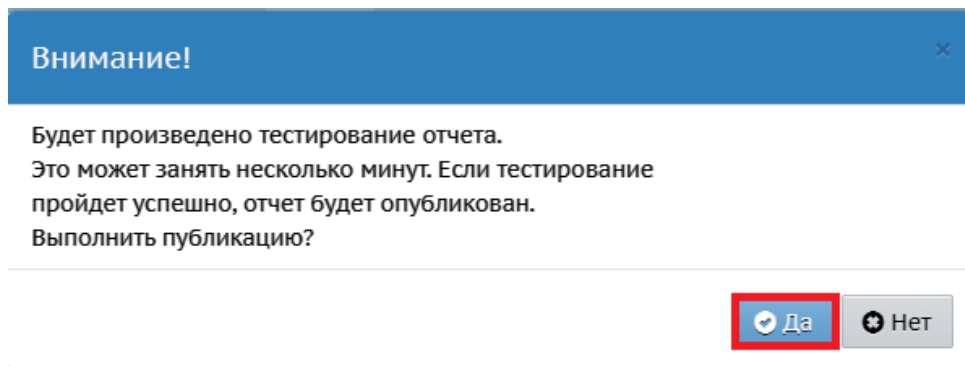 Внимание!
Будет произведено тестирование отчета.
Это может занять несколько минут. Если тестирование
пройдет успешно, отчет будет опубликован.
Выполнить публикацию?
Да
Нет